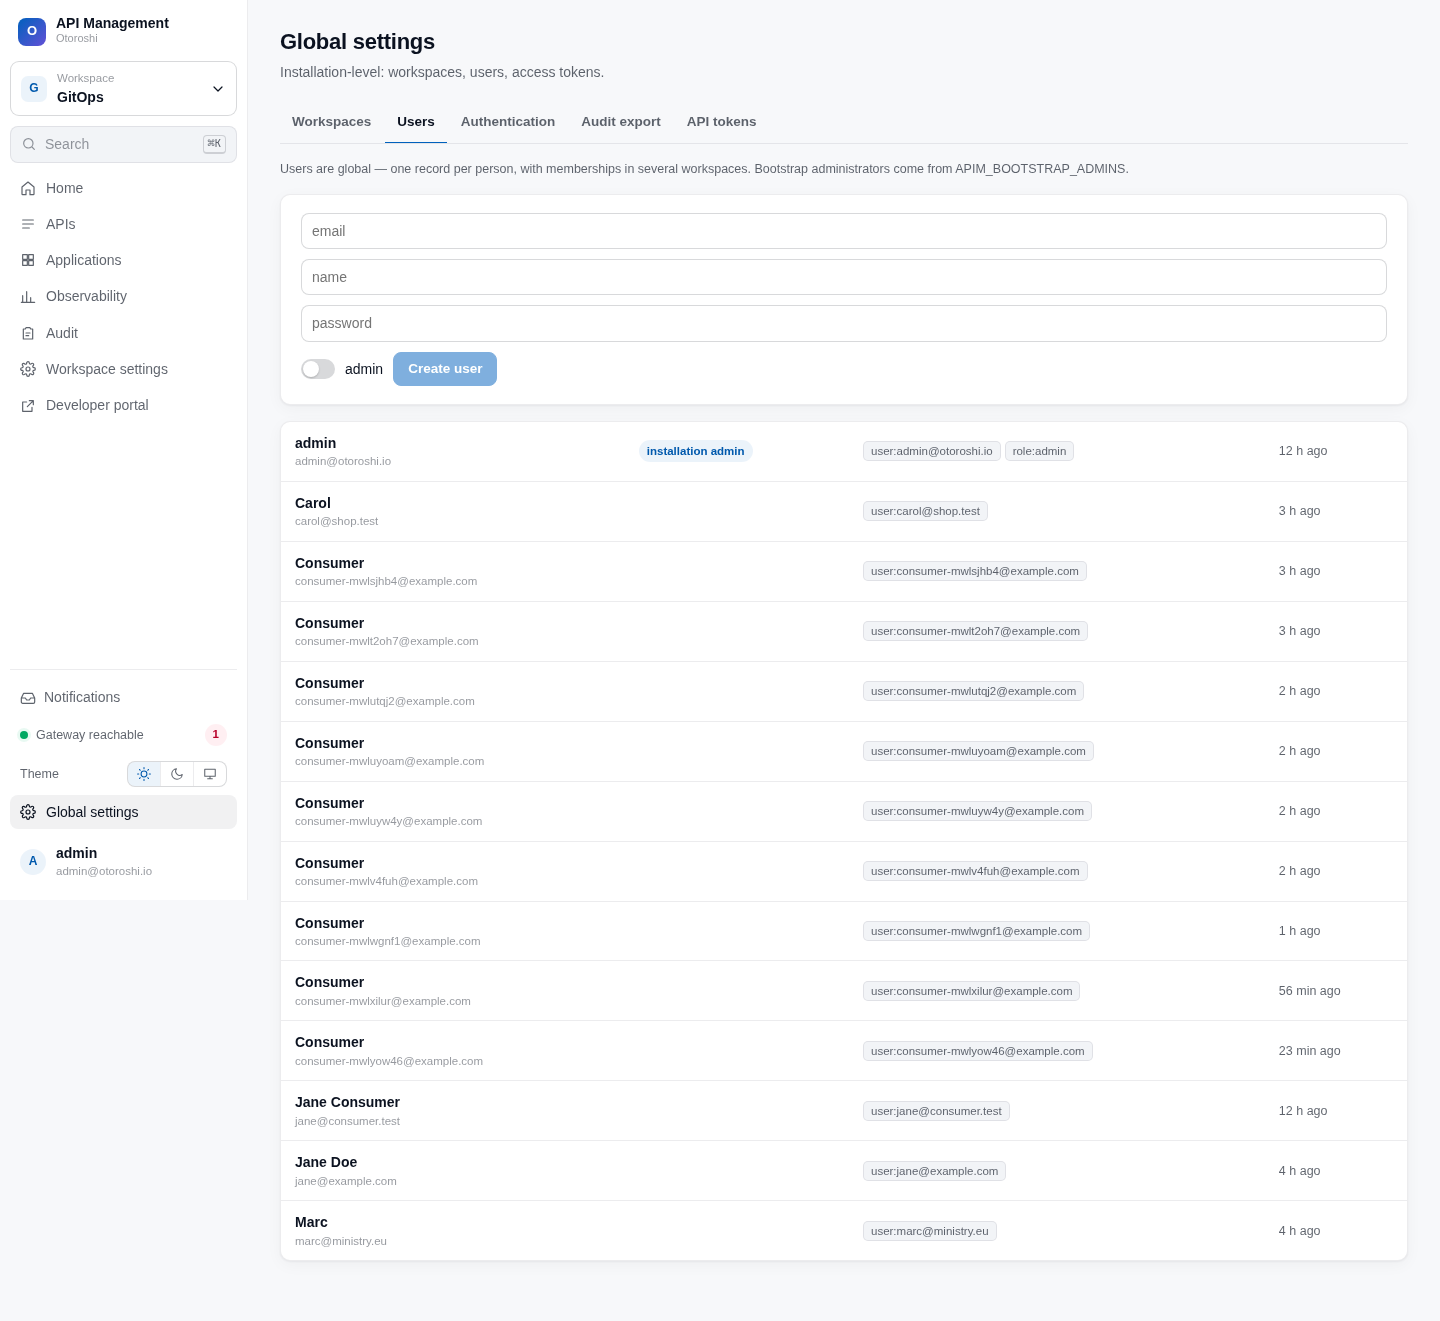 O
API Management
Otoroshi
G
Workspace
GitOps
Search
⌘K
Home
APIs
Applications
Observability
Audit
Workspace settings
Developer portal
Notifications
Gateway reachable
1
Theme
Global settings
A
admin
admin@otoroshi.io
Global settings
Installation-level: workspaces, users, access tokens.
Workspaces Users Authentication Audit export API tokens
Users are global — one record per person, with memberships in several workspaces. Bootstrap administrators come from APIM_BOOTSTRAP_ADMINS.
email
name
password
admin Create user
admin
admin@otoroshi.io
installation admin
user:admin@otoroshi.io role:admin
12 h ago
Carol
carol@shop.test
user:carol@shop.test
3 h ago
Consumer
consumer-mwlsjhb4@example.com
user:consumer-mwlsjhb4@example.com
3 h ago
Consumer
consumer-mwlt2oh7@example.com
user:consumer-mwlt2oh7@example.com
3 h ago
Consumer
consumer-mwlutqj2@example.com
user:consumer-mwlutqj2@example.com
2 h ago
Consumer
consumer-mwluyoam@example.com
user:consumer-mwluyoam@example.com
2 h ago
Consumer
consumer-mwluyw4y@example.com
user:consumer-mwluyw4y@example.com
2 h ago
Consumer
consumer-mwlv4fuh@example.com
user:consumer-mwlv4fuh@example.com
2 h ago
Consumer
consumer-mwlwgnf1@example.com
user:consumer-mwlwgnf1@example.com
1 h ago
Consumer
consumer-mwlxilur@example.com
user:consumer-mwlxilur@example.com
56 min ago
Consumer
consumer-mwlyow46@example.com
user:consumer-mwlyow46@example.com
23 min ago
Jane Consumer
jane@consumer.test
user:jane@consumer.test
12 h ago
Jane Doe
jane@example.com
user:jane@example.com
4 h ago
Marc
marc@ministry.eu
user:marc@ministry.eu
4 h ago